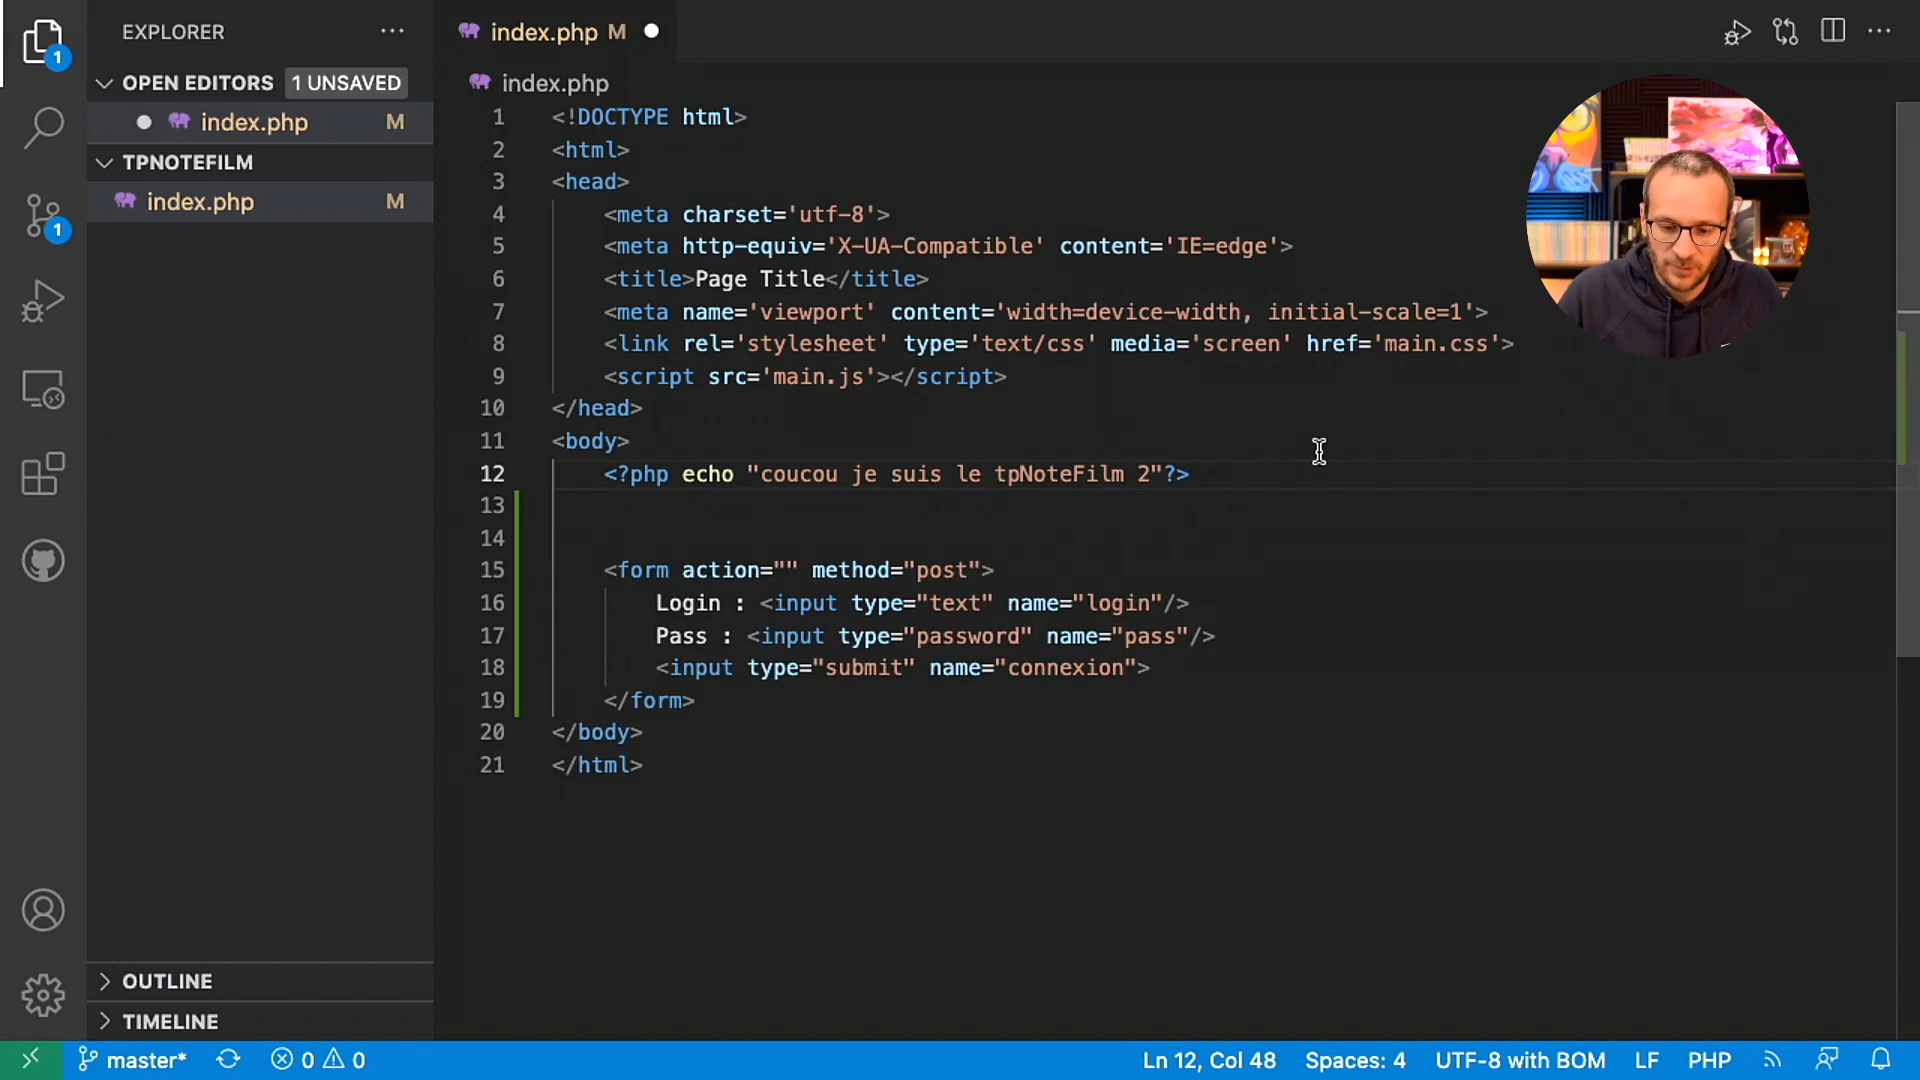 EXPLORER
OPEN EDITORS 1 UNSAVED
index.php M
TPNOTEFILM
index.php M
OUTLINE
TIMELINE
1
1
index.php M
index.php
1 <!DOCTYPE html>
2 <html>
3 <head>
4 <meta charset='utf-8'>
5 <meta http-equiv='X-UA-Compatible' content='IE=edge'>
6 <title>Page Title</title>
7 <meta name='viewport' content='width=device-width, initial-scale=1'>
8 <link rel='stylesheet' type='text/css' media='screen' href='main.css'>
9 <script src='main.js'></script>
10 </head>
11 <body>
12 <?php echo "coucou je suis le tpNoteFilm 2"?>
13
14
15 <form action="" method="post">
16 Login : <input type="text" name="login"/>
17 Pass : <input type="password" name="pass"/>
18 <input type="submit" name="connexion">
19 </form>
20 </body>
21 </html>
master* 0 0 Ln 12, Col 48 Spaces: 4 UTF-8 with BOM LF PHP